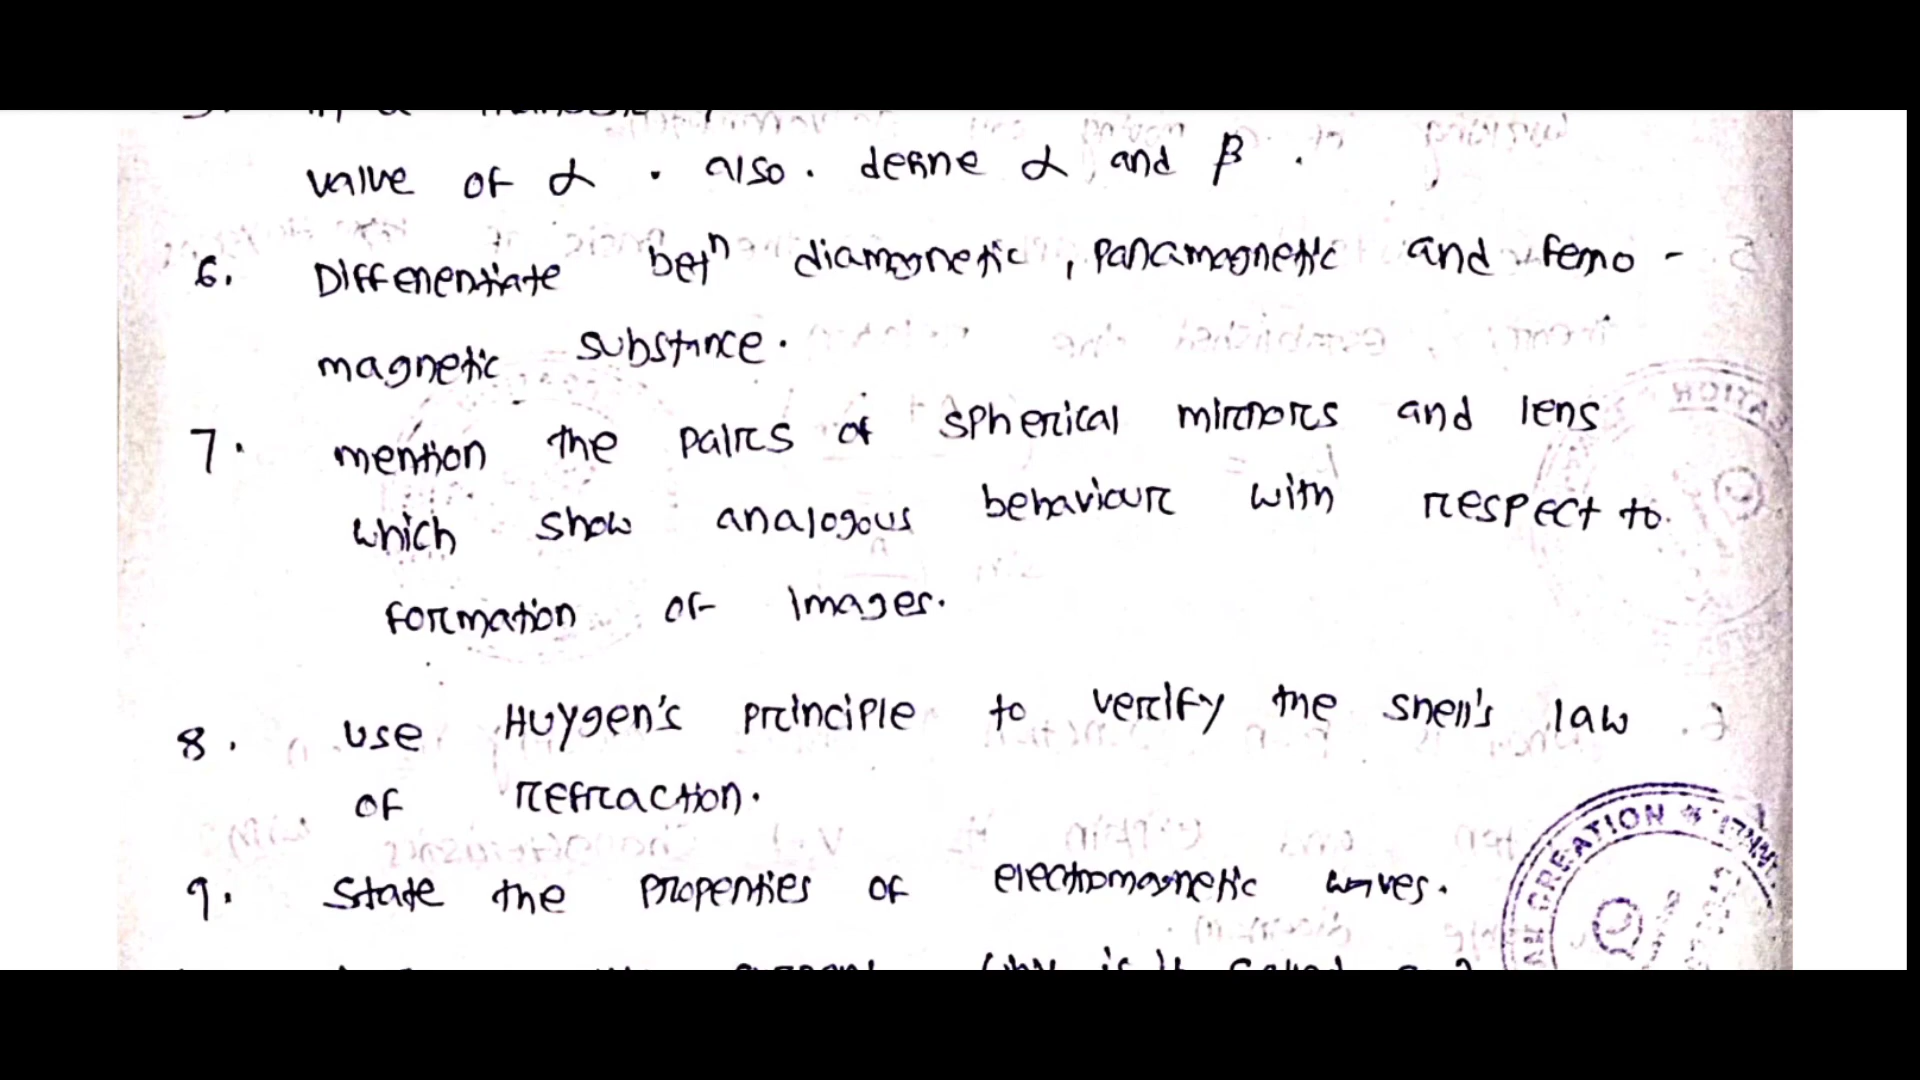 value of α . also . define α and β .
6. Differentiate betn diamagnetic, paramagnetic and ferro -
magnetic substance.
7. mention the pairs of spherical mirrors and lens
which show analogous behaviour with respect to
formation of images.
8. use Huygen's principle to verify the snell's law
of refraction.
9. State the properties of electromagnetic waves.
CREATION